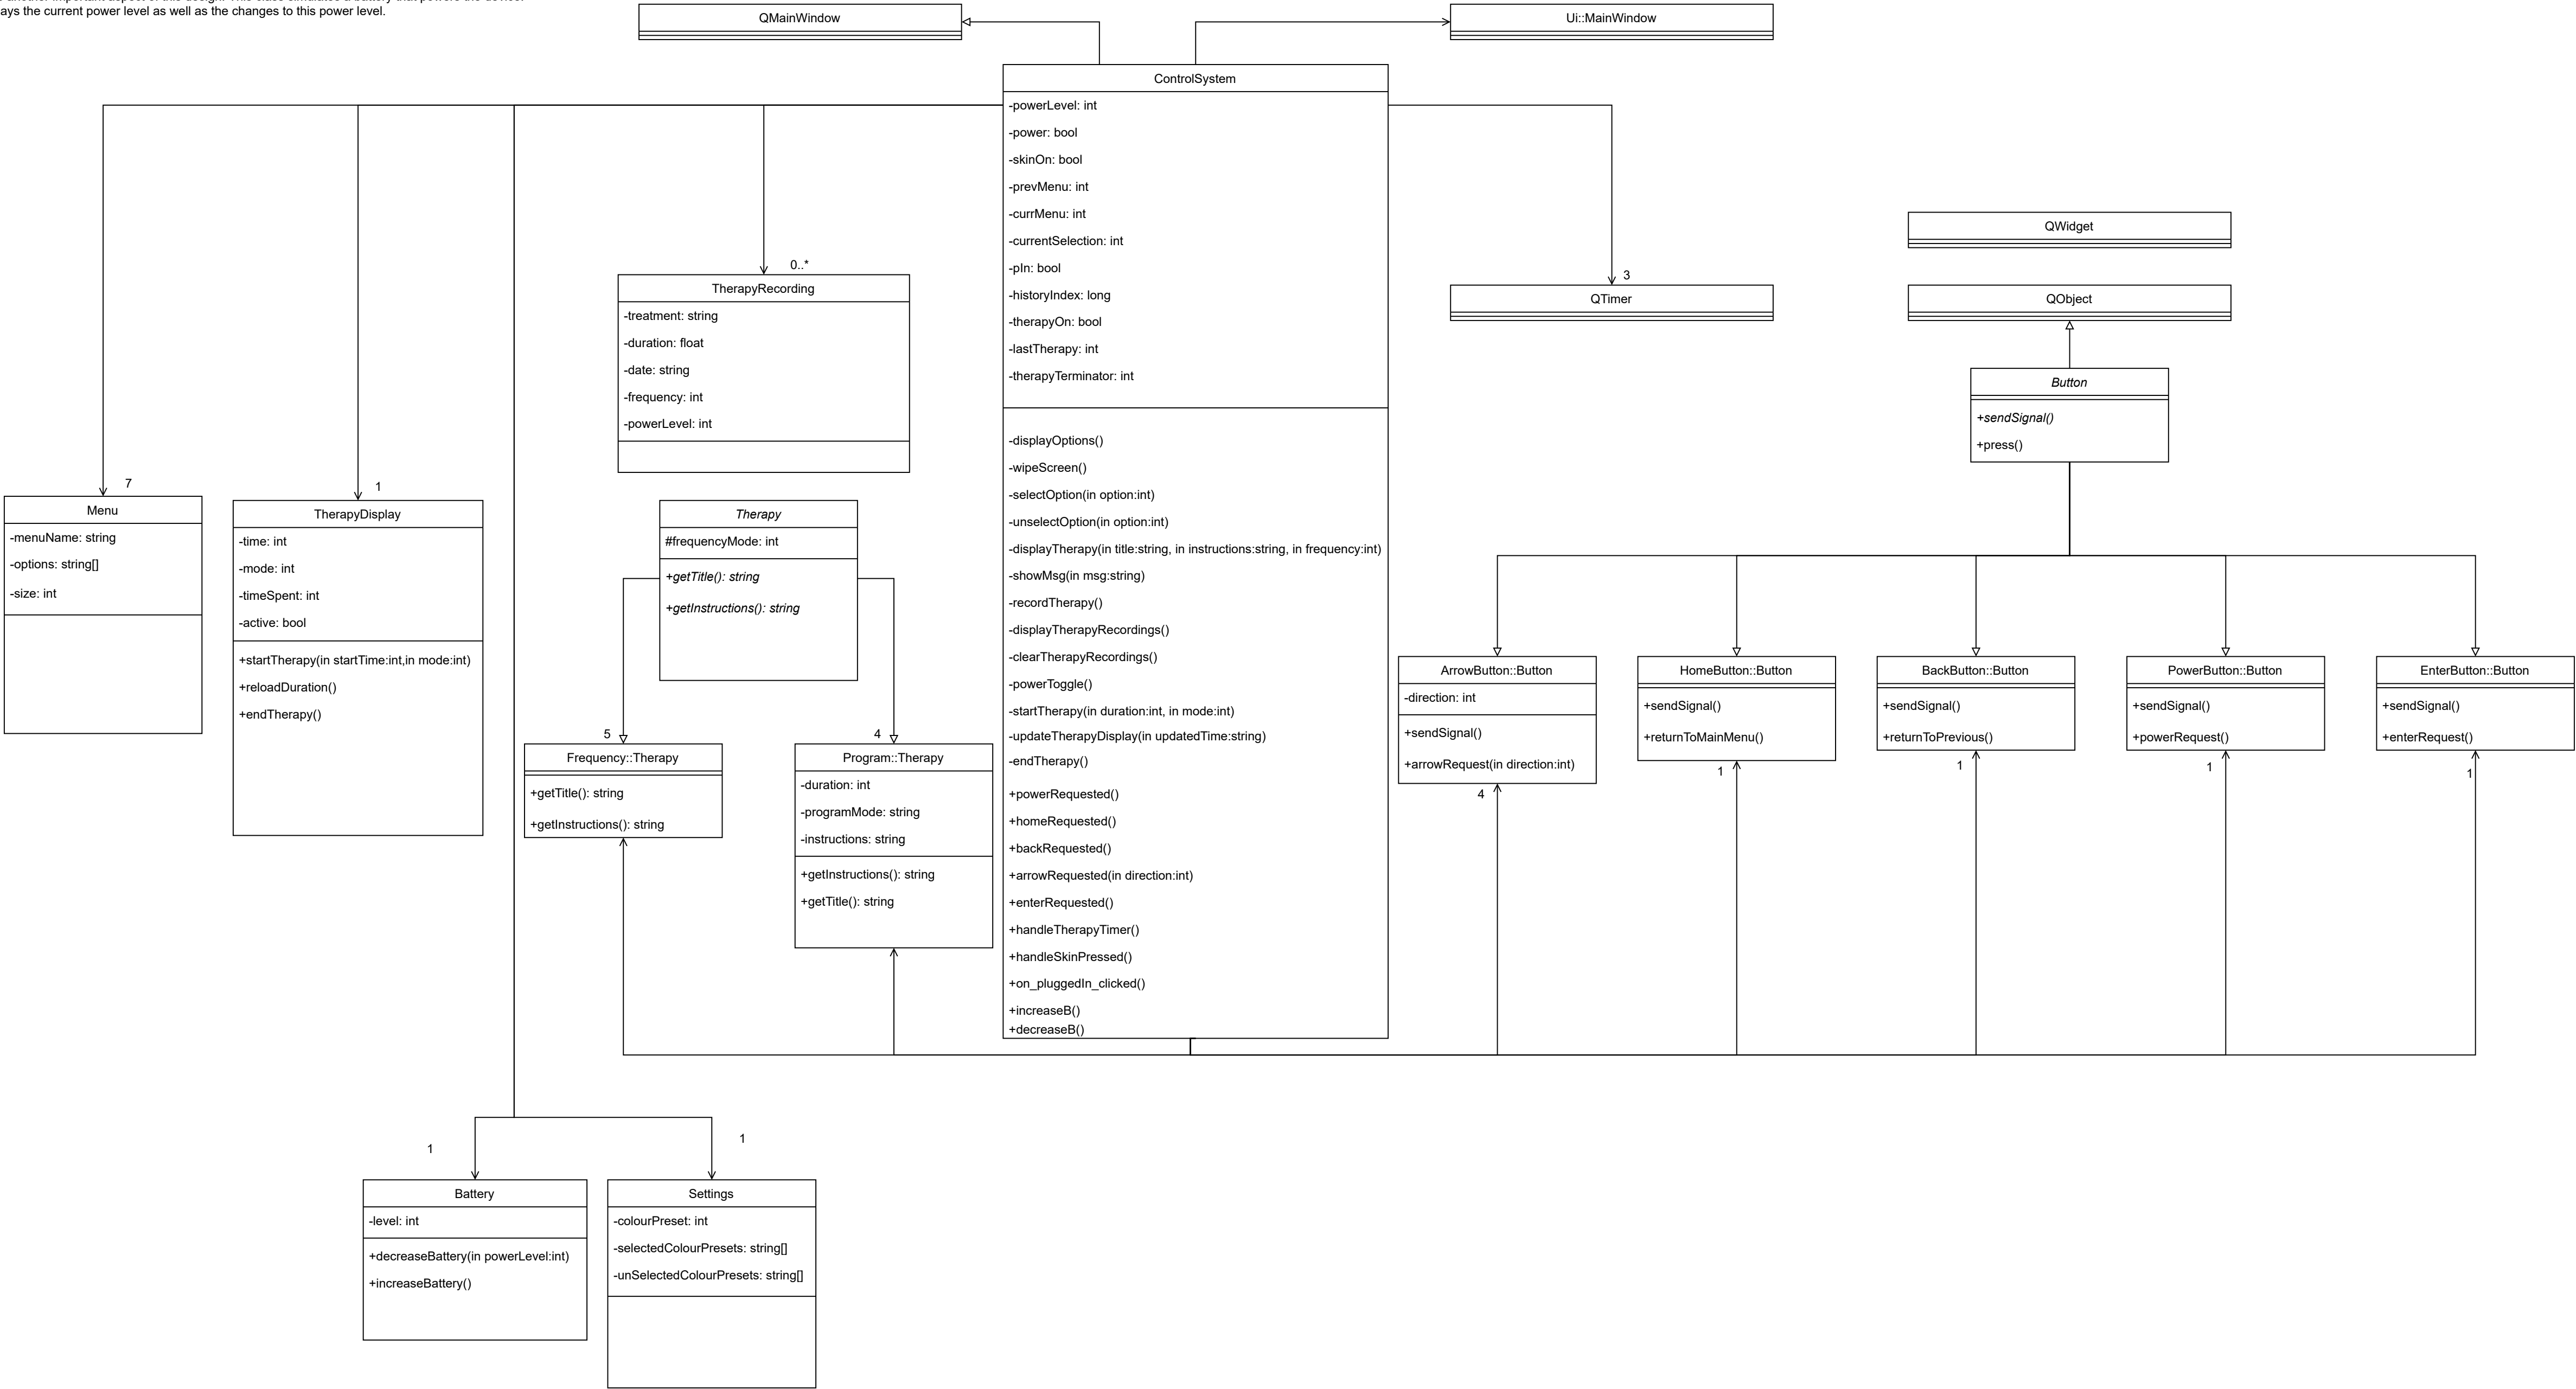 ays the current power level as well as the changes to this power level.
QMainWindow
Ui::MainWindow
ControlSystem
-powerLevel: int
-power: bool
-skinOn: bool
-prevMenu: int
-currMenu: int
-currentSelection: int
-pIn: bool
-historyIndex: long
-therapyOn: bool
-lastTherapy: int
-therapyTerminator: int
-displayOptions()
-wipeScreen()
-selectOption(in option:int)
-unselectOption(in option:int)
-displayTherapy(in title:string, in instructions:string, in frequency:int)
-showMsg(in msg:string)
-recordTherapy()
-displayTherapyRecordings()
-clearTherapyRecordings()
-powerToggle()
-startTherapy(in duration:int, in mode:int)
-updateTherapyDisplay(in updatedTime:string)
-endTherapy()
+powerRequested()
+homeRequested()
+backRequested()
+arrowRequested(in direction:int)
+enterRequested()
+handleTherapyTimer()
+handleSkinPressed()
+on_pluggedIn_clicked()
+increaseB()
+decreaseB()
0..*
TherapyRecording
-treatment: string
-duration: float
-date: string
-frequency: int
-powerLevel: int
3
QTimer
QWidget
QObject
Button
+sendSignal()
+press()
7
Menu
-menuName: string
-options: string[]
-size: int
1
TherapyDisplay
-time: int
-mode: int
-timeSpent: int
-active: bool
+startTherapy(in startTime:int,in mode:int)
+reloadDuration()
+endTherapy()
Therapy
#frequencyMode: int
+getTitle(): string
+getInstructions(): string
5
Frequency::Therapy
+getTitle(): string
+getInstructions(): string
4
Program::Therapy
-duration: int
-programMode: string
-instructions: string
+getInstructions(): string
+getTitle(): string
ArrowButton::Button
-direction: int
+sendSignal()
+arrowRequest(in direction:int)
4
HomeButton::Button
+sendSignal()
+returnToMainMenu()
1
BackButton::Button
+sendSignal()
+returnToPrevious()
1
PowerButton::Button
+sendSignal()
+powerRequest()
1
EnterButton::Button
+sendSignal()
+enterRequest()
1
1
Battery
-level: int
+decreaseBattery(in powerLevel:int)
+increaseBattery()
1
Settings
-colourPreset: int
-selectedColourPresets: string[]
-unSelectedColourPresets: string[]